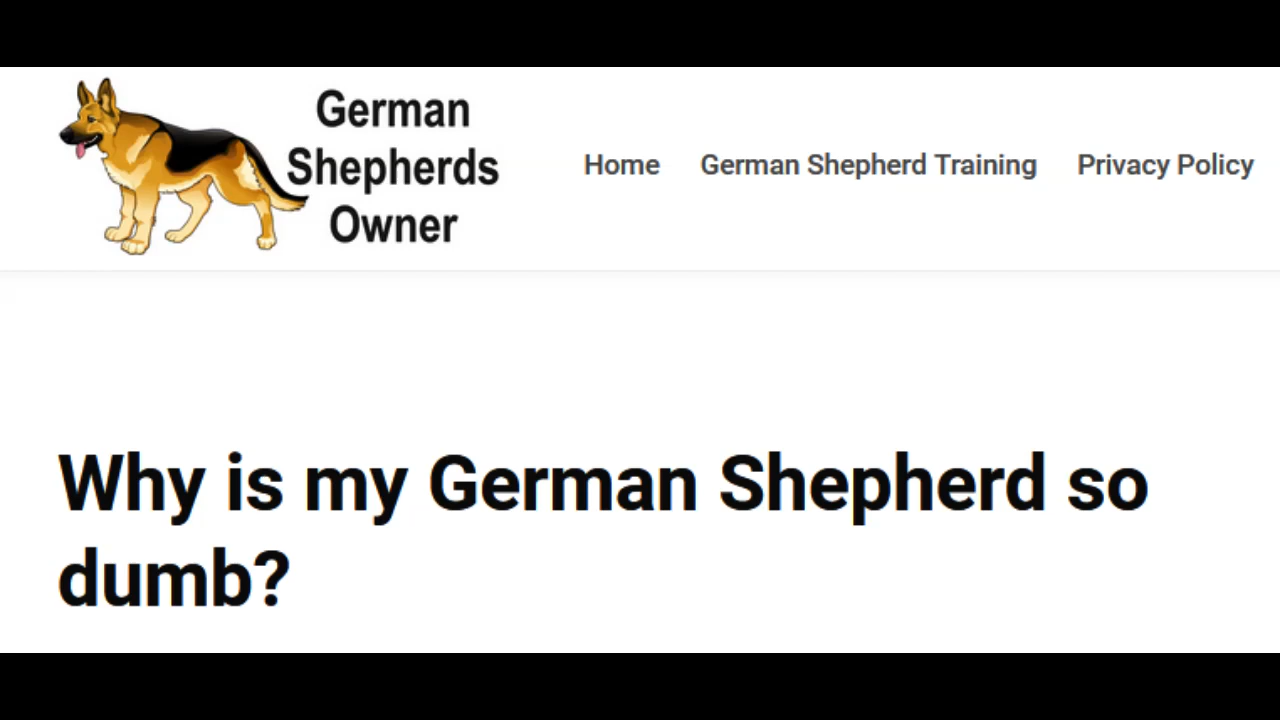 German
Shepherds
Owner
Home German Shepherd Training Privacy Policy
Why is my German Shepherd so
dumb?